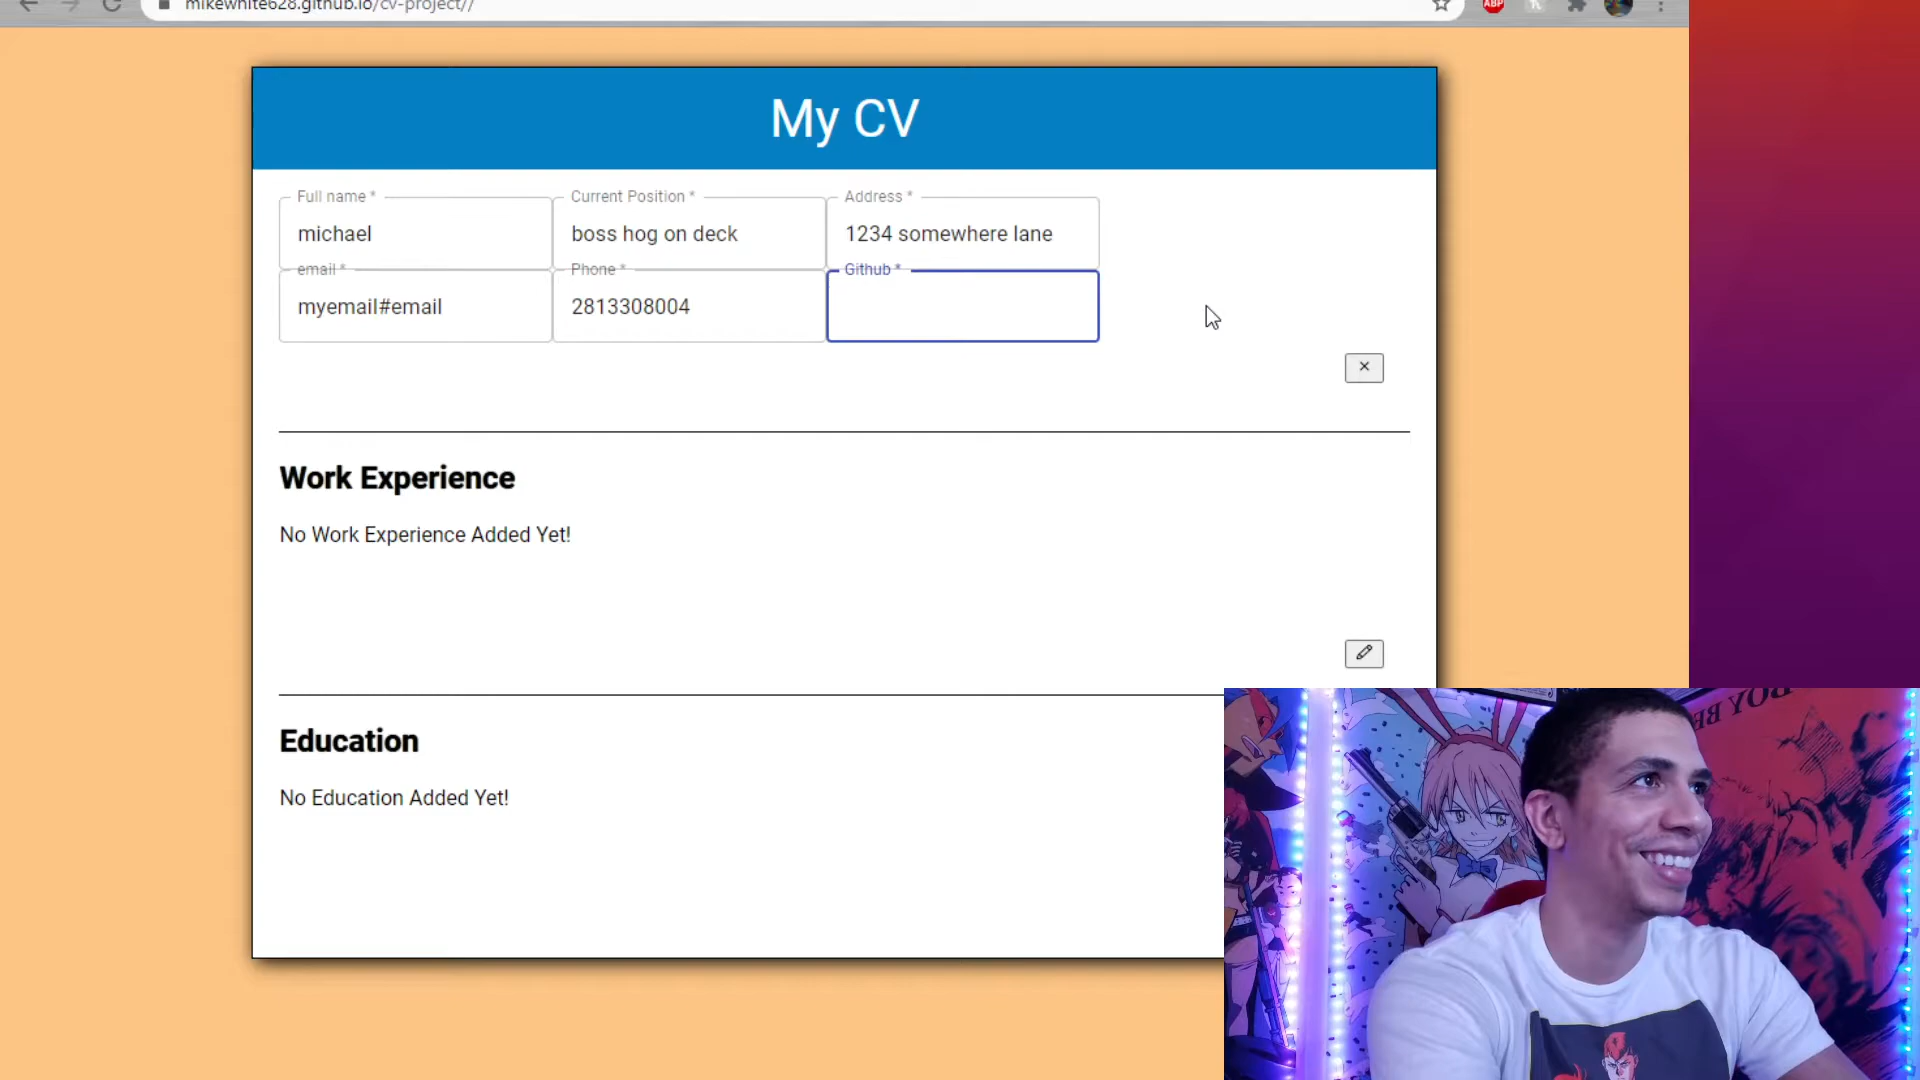 mikewhite628.github.io/cv-project//
ABP
My CV
Full name * Current Position * Address *
michael boss hog on deck 1234 somewhere lane
email * Phone * Github *
myemail#email 2813308004
Work Experience
No Work Experience Added Yet!
Education
No Education Added Yet!